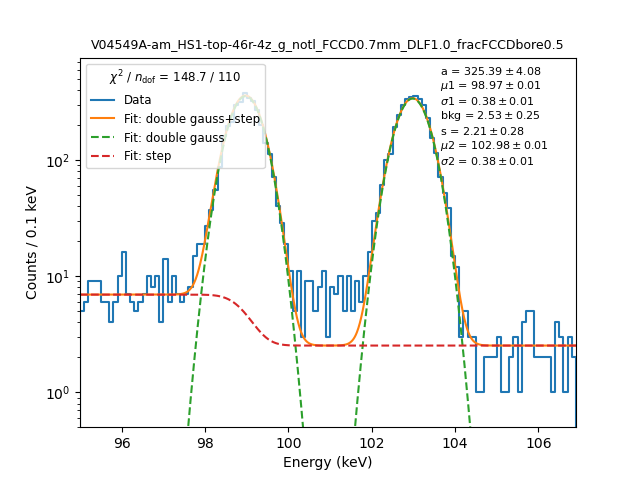 V04549A-am_HS1-top-46r-4z_g_notl_FCCD0.7mm_DLF1.0_fracFCCDbore0.5
χ² / n_dof = 148.7 / 110
Data
Fit: double gauss+step
Fit: double gauss
Fit: step
a = 325.39 ± 4.08
μ1 = 98.97 ± 0.01
σ1 = 0.38 ± 0.01
bkg = 2.53 ± 0.25
s = 2.21 ± 0.28
μ2 = 102.98 ± 0.01
σ2 = 0.38 ± 0.01
Counts / 0.1 keV
10²
10¹
10⁰
96 98 100 102 104 106
Energy (keV)